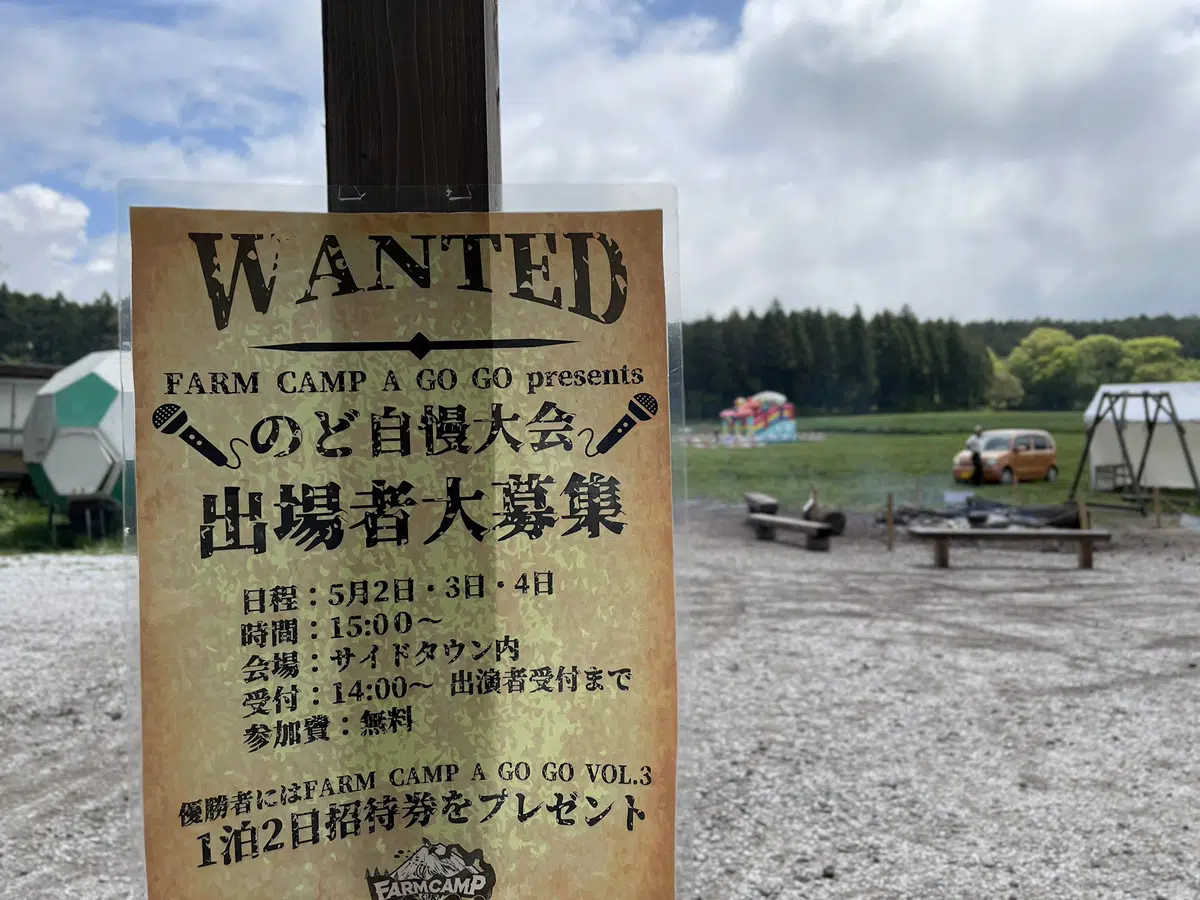 WANTED
FARM CAMP A GO GO presents
のど自慢大会
出場者大募集
日程：5月2日・3日・4日
時間：15:00～
会場：サイドタウン内
受付：14:00～ 出演者受付まで
参加費：無料
優勝者にはFARM CAMP A GO GO VOL.3
1泊2日招待券をプレゼント
FARMCAMP